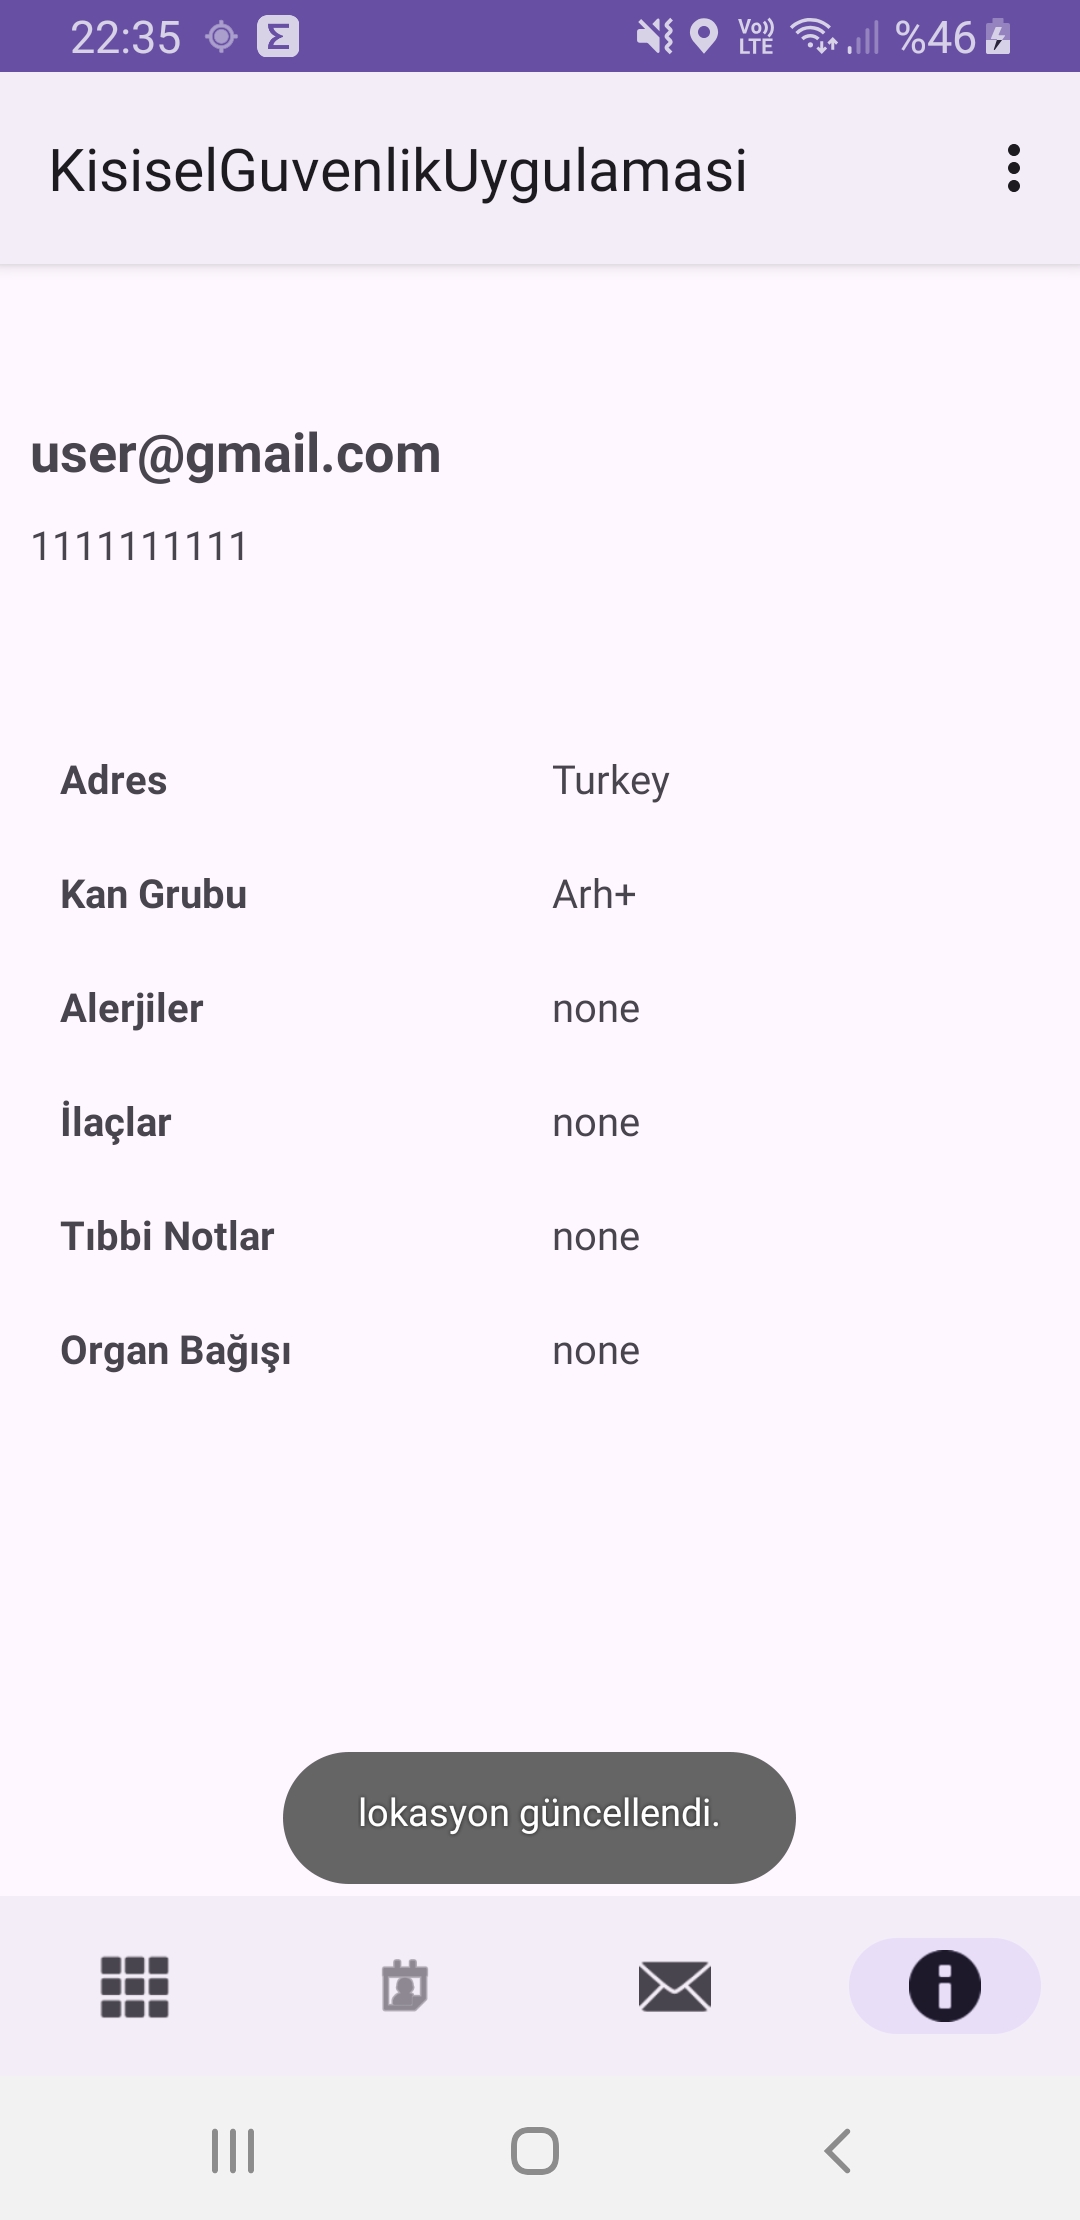 22:35 Vo)) LTE %46
KisiselGuvenlikUygulamasi
user@gmail.com
1111111111
Adres Turkey
Kan Grubu Arh+
Alerjiler none
İlaçlar none
Tıbbi Notlar none
Organ Bağışı none
lokasyon güncellendi.